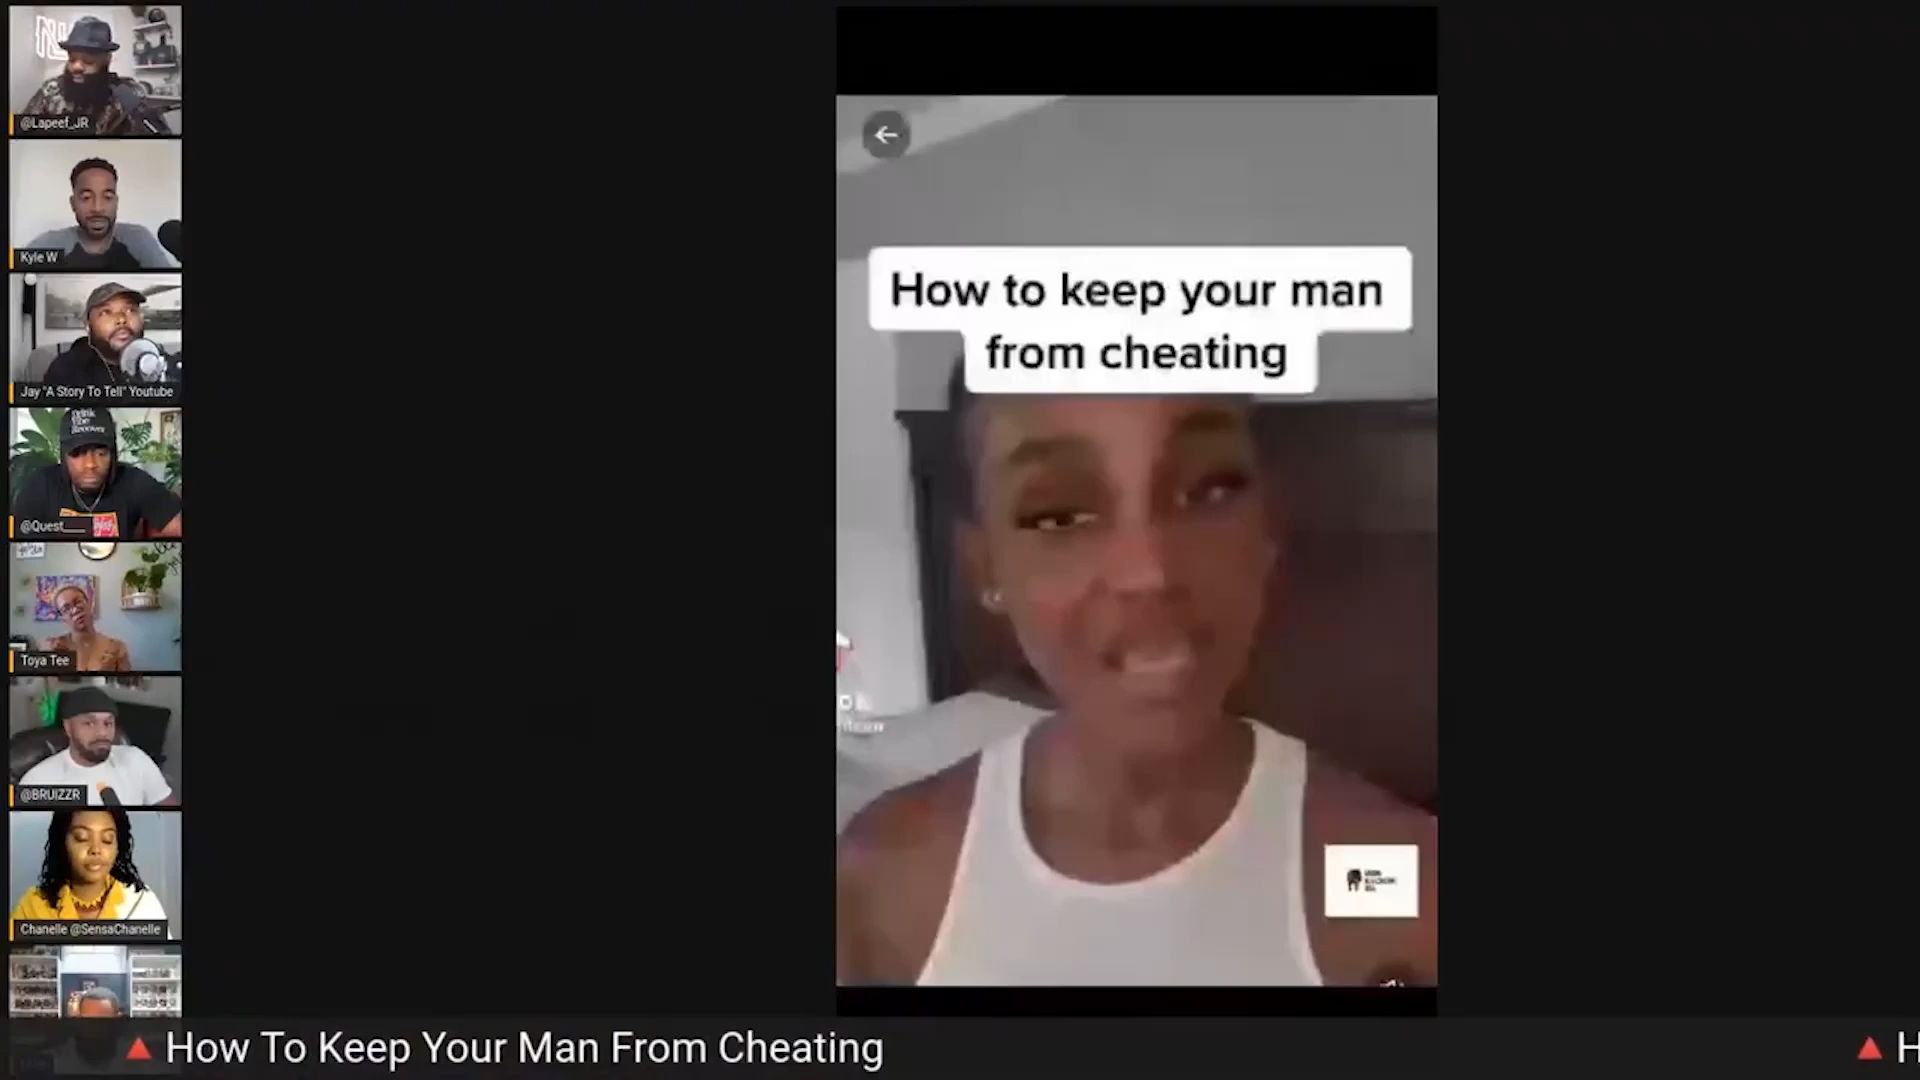 @Lapeef_JR
Kyle W
Jay "A Story To Tell" Youtube
@Quest___
Toya Tee
@BRUIZZR
Chanelle @SensaChanelle
How to keep your man
from cheating
How To Keep Your Man From Cheating
H